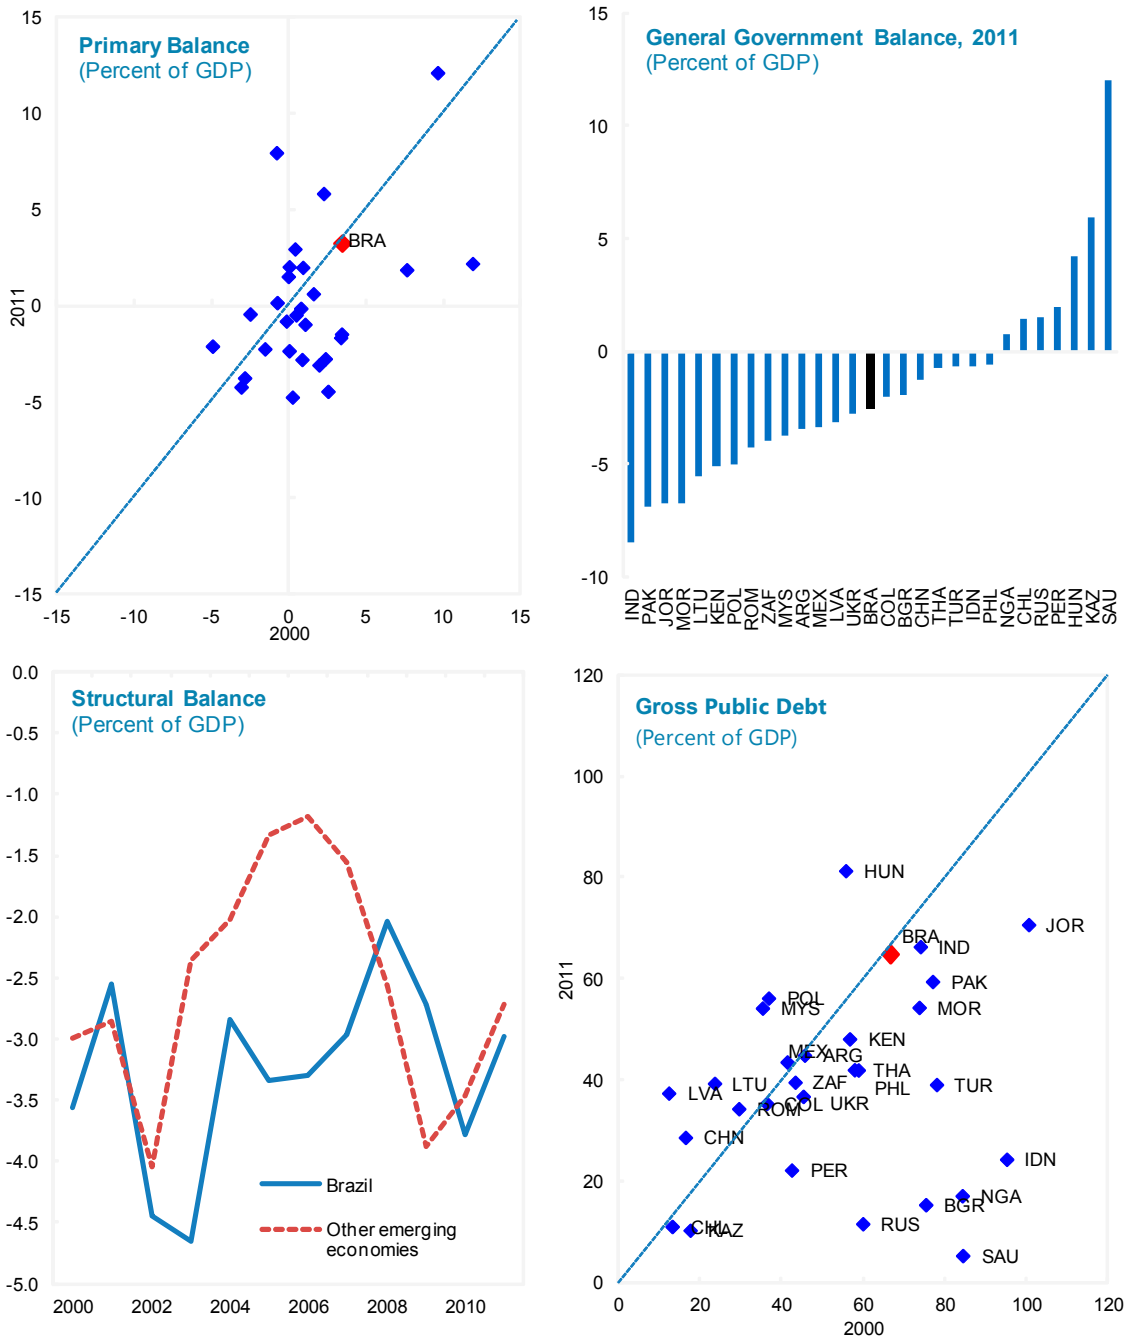 Primary Balance
(Percent of GDP)
15
10
5
0
-5
-10
-15
2011
BRA
-15
-10
-5
0
5
10
15
2000
General Government Balance, 2011
(Percent of GDP)
15
10
5
0
-5
-10
IND
PAK
JOR
MOR
LTU
KEN
POL
ROM
ZAF
MYS
ARG
MEX
LVA
UKR
BRA
COL
BGR
CHN
THA
TUR
IDN
PHL
NGA
CHL
RUS
PER
HUN
KAZ
SAU
Structural Balance
(Percent of GDP)
0.0
-0.5
-1.0
-1.5
-2.0
-2.5
-3.0
-3.5
-4.0
-4.5
-5.0
Brazil
Other emerging
economies
2000
2002
2004
2006
2008
2010
Gross Public Debt
(Percent of GDP)
120
100
80
60
40
20
0
2011
HUN
JOR
BRA
IND
PAK
POL
MYS
MOR
KEN
MEX
ARG
THA
PHL
ZAF
TUR
LTU
LVA
ROM
COL
UKR
CHN
PER
IDN
NGA
BGR
RUS
CHL
KAZ
SAU
0
20
40
60
80
100
120
2000